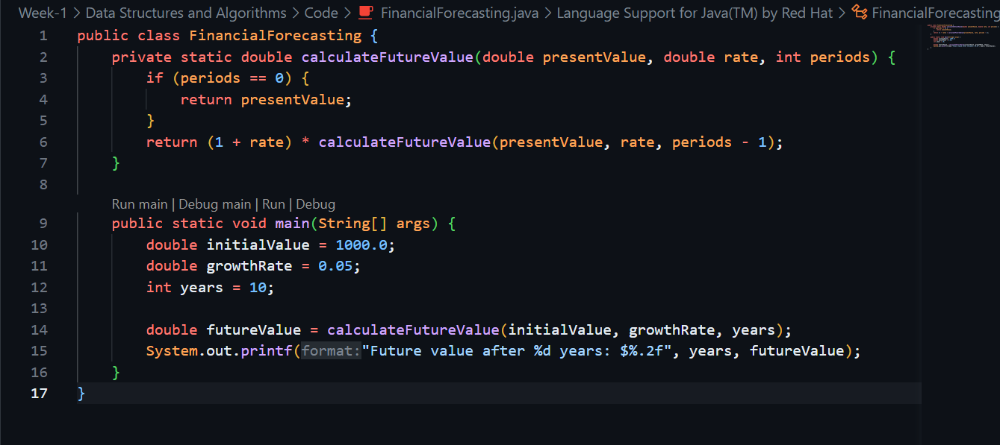 Week-1 > Data Structures and Algorithms > Code > FinancialForecasting.java > Language Support for Java(TM) by Red Hat > FinancialForecasting
1 public class FinancialForecasting {
2     private static double calculateFutureValue(double presentValue, double rate, int periods) {
3         if (periods == 0) {
4             return presentValue;
5         }
6         return (1 + rate) * calculateFutureValue(presentValue, rate, periods - 1);
7     }
8
Run main | Debug main | Run | Debug
9     public static void main(String[] args) {
10         double initialValue = 1000.0;
11         double growthRate = 0.05;
12         int years = 10;
13
14         double futureValue = calculateFutureValue(initialValue, growthRate, years);
15         System.out.printf(format:"Future value after %d years: $%.2f", years, futureValue);
16     }
17 }